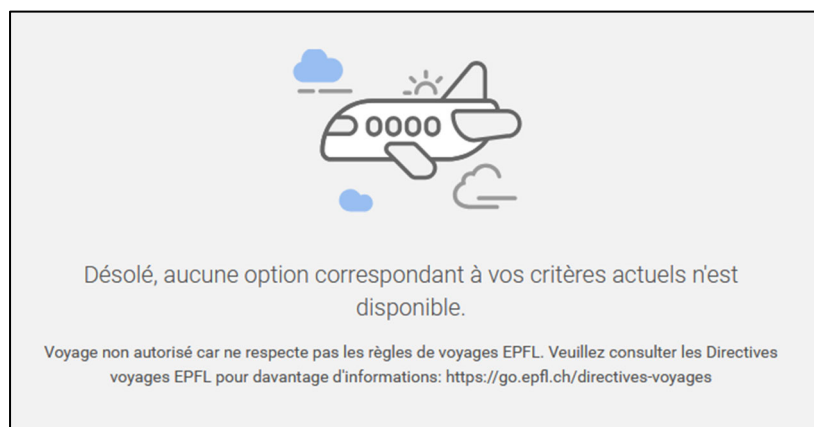 Désolé, aucune option correspondant à vos critères actuels n'est
disponible.
Voyage non autorisé car ne respecte pas les règles de voyages EPFL. Veuillez consulter les Directives
voyages EPFL pour davantage d'informations: https://go.epfl.ch/directives-voyages